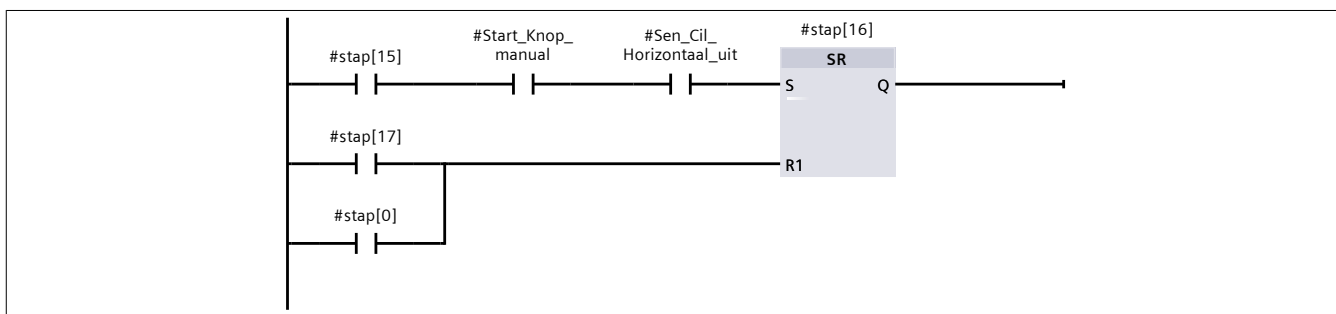 #stap[15]
#Start_Knop_
manual
#Sen_Cil_
Horizontaal_uit
#stap[16]
SR
S
Q
#stap[17]
R1
#stap[0]